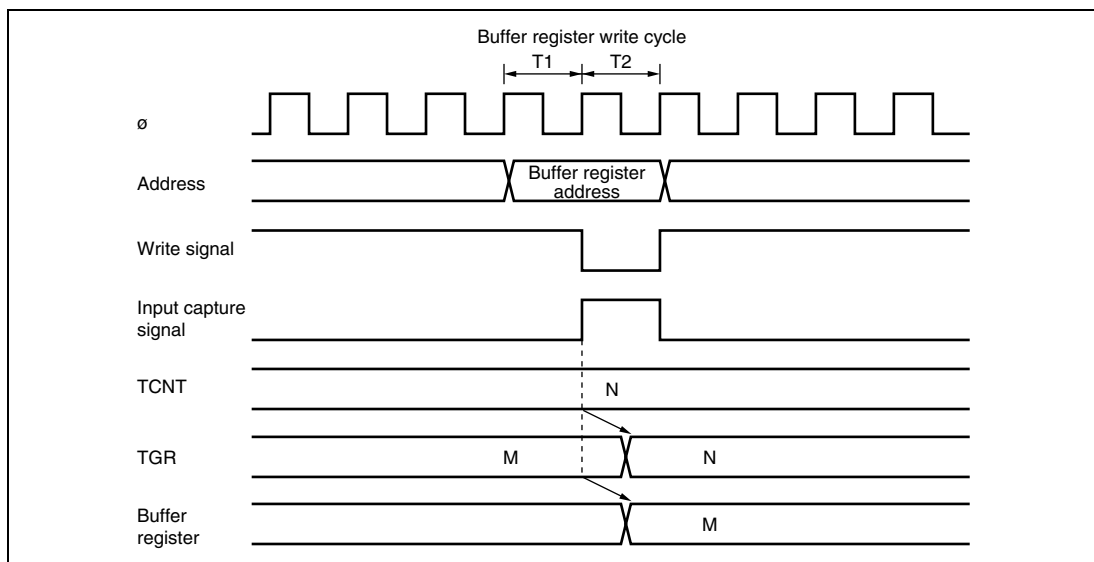 Buffer register write cycle
T1 T2
ø
Address
Buffer register
address
Write signal
Input capture
signal
TCNT
N
TGR
M N
Buffer
register
M